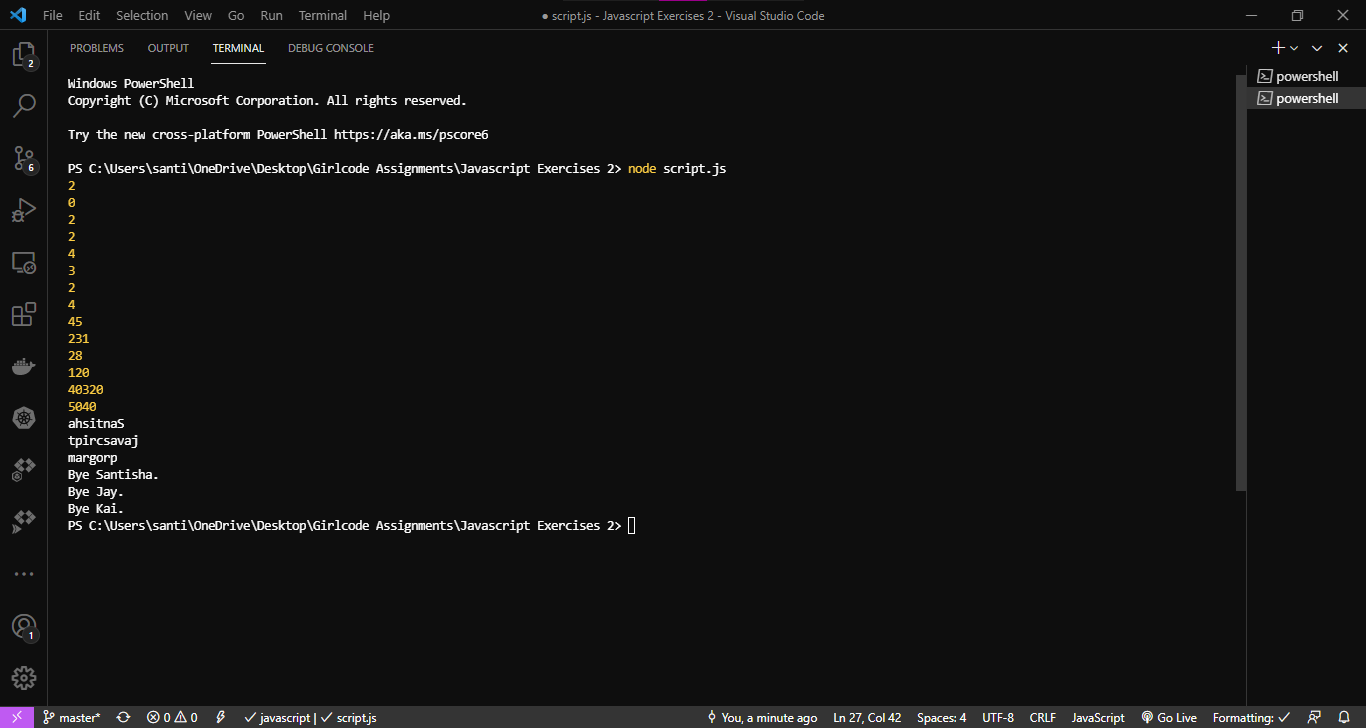 File Edit Selection View Go Run Terminal Help
● script.js - Javascript Exercises 2 - Visual Studio Code
PROBLEMS OUTPUT TERMINAL DEBUG CONSOLE
2
6
1
powershell
powershell
Windows PowerShell
Copyright (C) Microsoft Corporation. All rights reserved.
Try the new cross-platform PowerShell https://aka.ms/pscore6
PS C:\Users\santi\OneDrive\Desktop\Girlcode Assignments\Javascript Exercises 2> node script.js
2
0
2
2
4
3
2
4
45
231
28
120
40320
5040
ahsitnaS
tpircsavaj
margorp
Bye Santisha.
Bye Jay.
Bye Kai.
PS C:\Users\santi\OneDrive\Desktop\Girlcode Assignments\Javascript Exercises 2>
master* 0 0 javascript | script.js You, a minute ago Ln 27, Col 42 Spaces: 4 UTF-8 CRLF JavaScript Go Live Formatting: